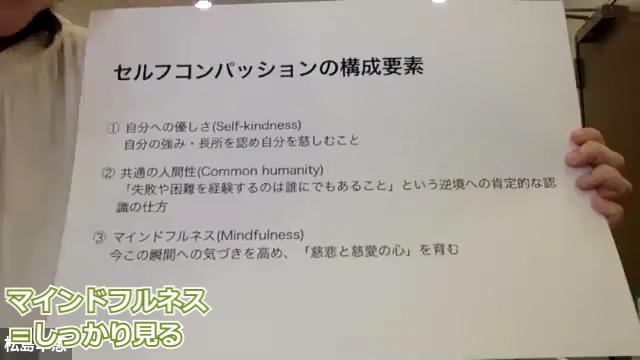 セルフコンパッションの構成要素
① 自分への優しさ(Self-kindness)
自分の強み・長所を認め自分を慈しむこと
② 共通の人間性(Common humanity)
「失敗や困難を経験するのは誰にでもあること」という逆境への肯定的な認
識の仕方
③ マインドフルネス(Mindfulness)
今この瞬間への気づきを高め、「慈悲と慈愛の心」を育む
マインドフルネス
=しっかり見る